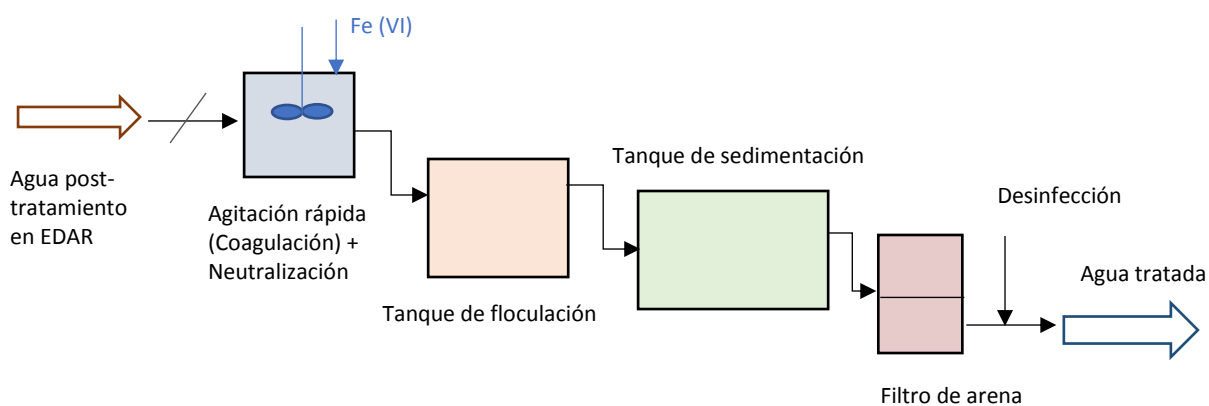 Fe (VI)
Agua post-
tratamiento
en EDAR
Agitación rápida
(Coagulación) +
Neutralización
Tanque de floculación
Tanque de sedimentación
Desinfección
Filtro de arena
Agua tratada